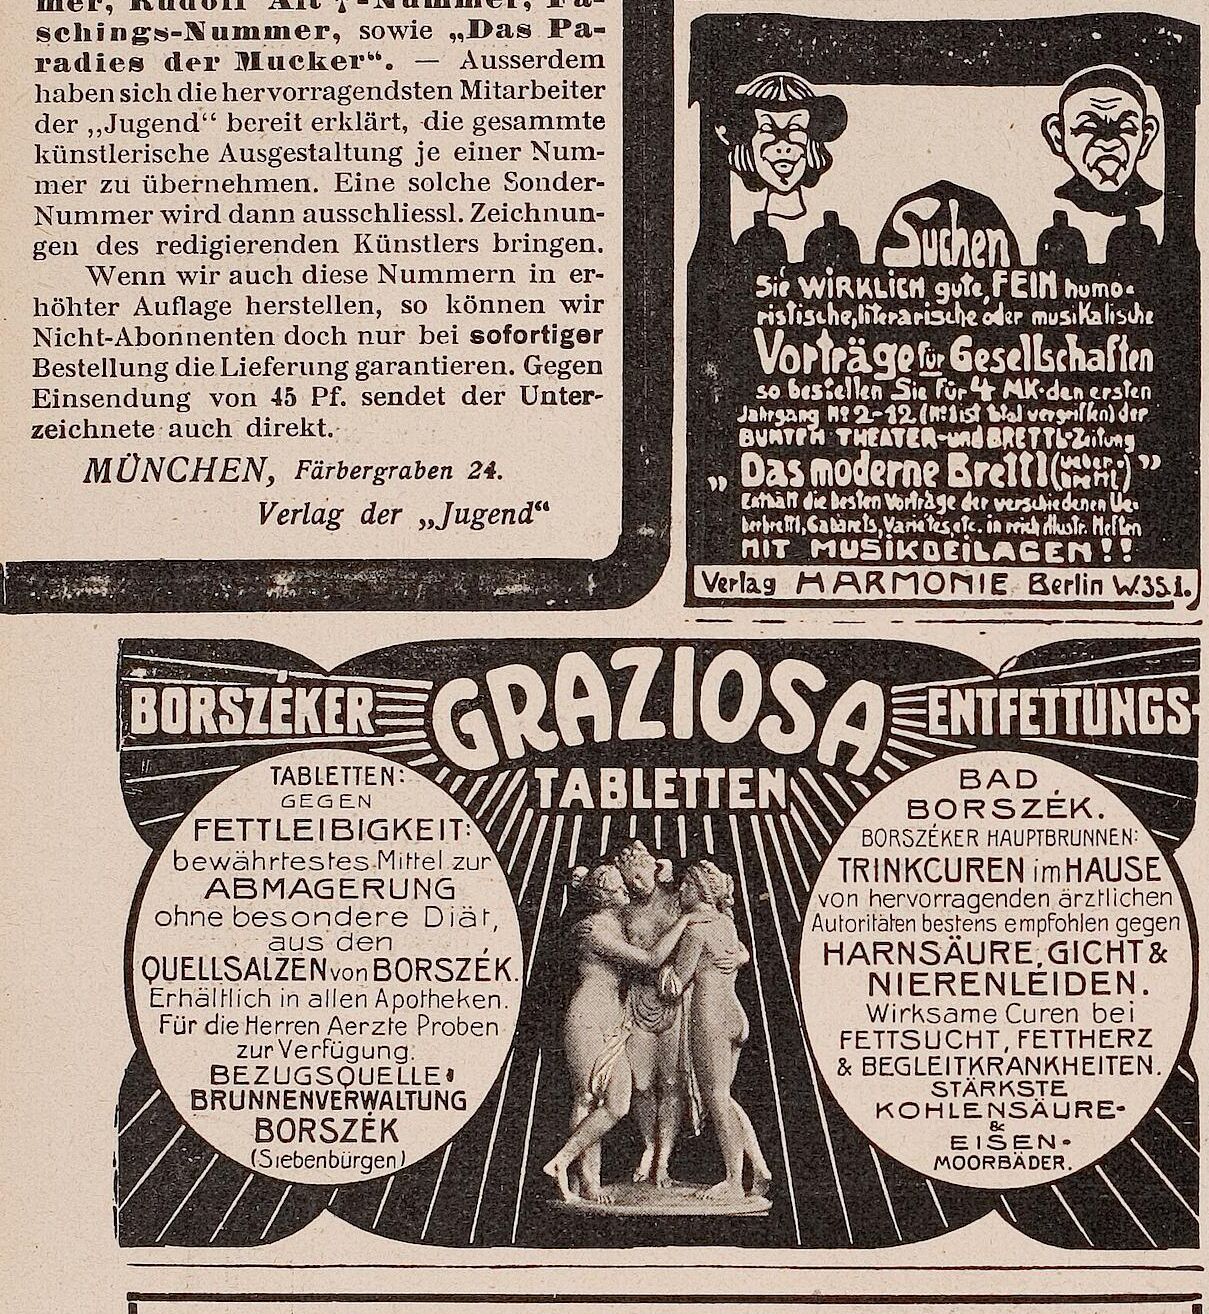 mer, Rudolf Alt †-Nummer, Fa-
schings-Nummer, sowie „Das Pa-
radies der Mucker“. — Ausserdem
haben sich die hervorragendsten Mitarbeiter
der „Jugend“ bereit erklärt, die gesammte
künstlerische Ausgestaltung je einer Num-
mer zu übernehmen. Eine solche Sonder-
Nummer wird dann ausschliessl. Zeichnun-
gen des redigierenden Künstlers bringen.
Wenn wir auch diese Nummern in er-
höhter Auflage herstellen, so können wir
Nicht-Abonnenten doch nur bei sofortiger
Bestellung die Lieferung garantieren. Gegen
Einsendung von 45 Pf. sendet der Unter-
zeichnete auch direkt.
MÜNCHEN, Färbergraben 24.
Verlag der „Jugend“
Suchen
Sie WIRKLICH gute, FEIN humo-
ristische, literarische oder musikalische
Vorträge für Gesellschaften
so bestellen Sie für 4 MK. den ersten
Jahrgang Nº 2-12 (Nº 1 ist total vergriffen) der
BUNTEN THEATER- und BRETTL-Zeitung
„Das moderne Brettl (Ueber-brettl)”
Enthält die besten Vorträge der verschiedenen Ue-
berbrettl, Cabarets, Varietes, etc. in reich illustr. Heften
MIT MUSIKBEILAGEN!!
Verlag HARMONIE Berlin W.35.1.
BORSZÉKER GRAZIOSA ENTFETTUNGS-
TABLETTEN
TABLETTEN:
GEGEN
FETTLEIBIGKEIT:
bewährtestes Mittel zur
ABMAGERUNG
ohne besondere Diät,
aus den
QUELLSALZEN von BORSZÉK.
Erhältlich in allen Apotheken.
Für die Herren Aerzte Proben
zur Verfügung.
BEZUGSQUELLE:
BRUNNENVERWALTUNG
BORSZÉK
(Siebenbürgen)
BAD
BORSZÉK.
BORSZÉKER HAUPTBRUNNEN:
TRINKCUREN im HAUSE
von hervorragenden ärztlichen
Autoritäten bestens empfohlen gegen
HARNSÄURE, GICHT &
NIERENLEIDEN.
Wirksame Curen bei
FETTSUCHT, FETTHERZ
& BEGLEITKRANKHEITEN.
STÄRKSTE
KOHLENSÄURE-
&
EISEN-
MOORBÄDER.